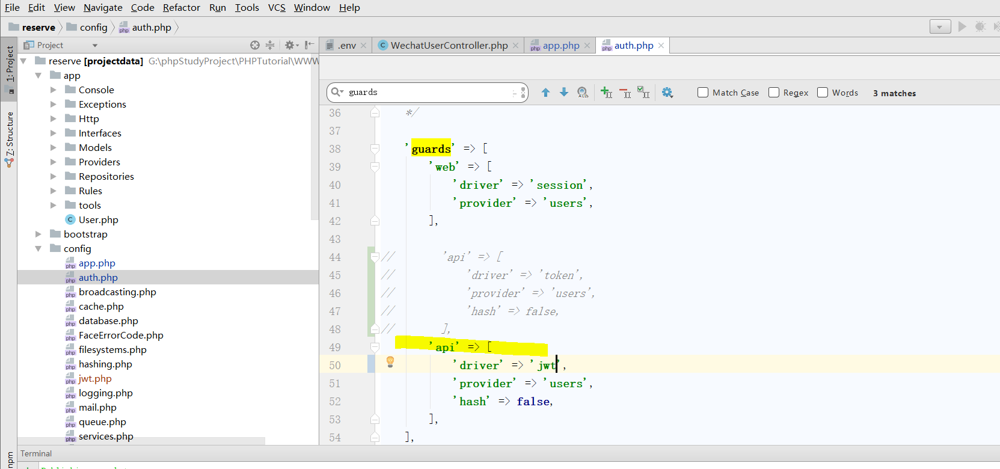 File Edit View Navigate Code Refactor Run Tools VCS Window Help
reserve config auth.php
Project
.env WechatUserController.php app.php auth.php
1: Project
7: Structure
npm
reserve [projectdata] G:\phpStudyProject\PHPTutorial\WWW
app
Console
Exceptions
Http
Interfaces
Models
Providers
Repositories
Rules
tools
User.php
bootstrap
config
app.php
auth.php
broadcasting.php
cache.php
database.php
FaceErrorCode.php
filesystems.php
hashing.php
jwt.php
logging.php
mail.php
queue.php
services.php
guards Match Case Regex Words 3 matches
36 */
37
38 'guards' => [
39 'web' => [
40 'driver' => 'session',
41 'provider' => 'users',
42 ],
43
44 // 'api' => [
45 // 'driver' => 'token',
46 // 'provider' => 'users',
47 // 'hash' => false,
48 // ],
49 'api' => [
50 'driver' => 'jwt',
51 'provider' => 'users',
52 'hash' => false,
53 ],
54 ],
Terminal